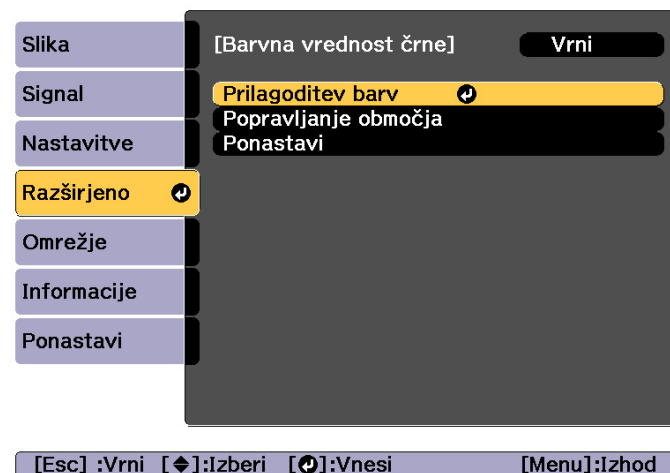 Slika
Signal
Nastavitve
Razširjeno
Omrežje
Informacije
Ponastavi
[Barvna vrednost črne] Vrni
Prilagoditev barv
Popravljanje območja
Ponastavi
[Esc] :Vrni [◆]:Izberi [↵]:Vnesi [Menu]:Izhod